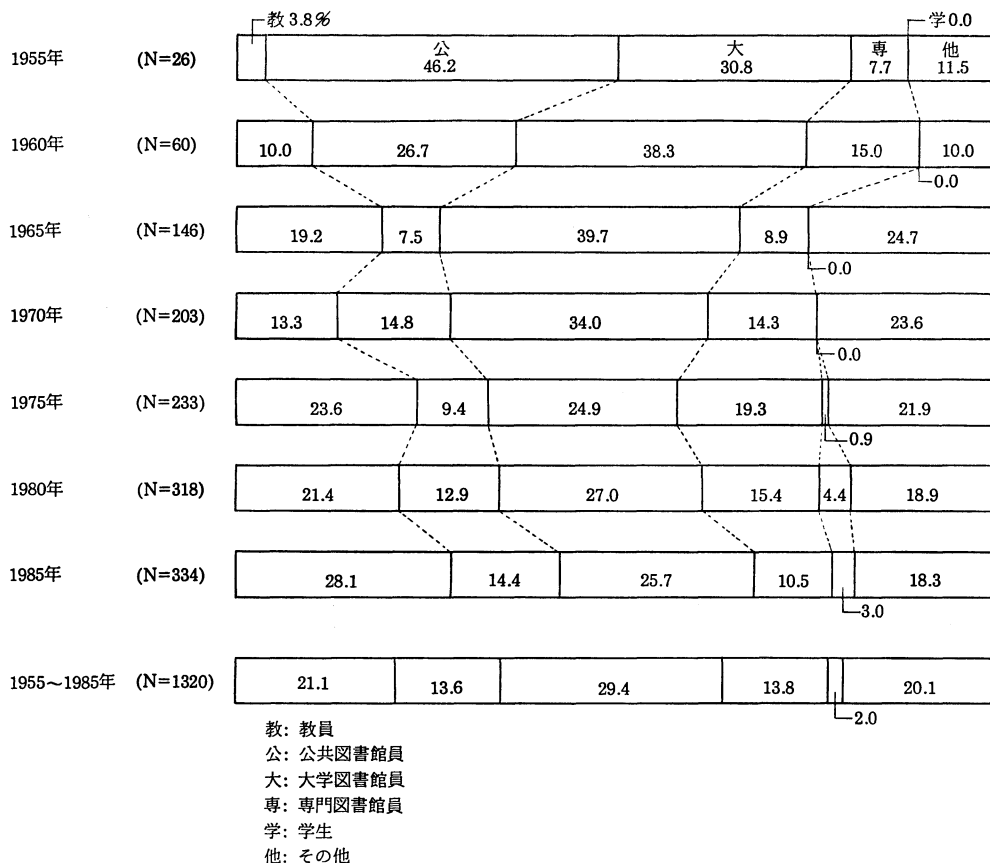 教 3.8%
学0.0
1955年 (N=26) 公 46.2 大 30.8 専 7.7 他 11.5
1960年 (N=60) 10.0 26.7 38.3 15.0 10.0
0.0
1965年 (N=146) 19.2 7.5 39.7 8.9 24.7
0.0
1970年 (N=203) 13.3 14.8 34.0 14.3 23.6
0.0
1975年 (N=233) 23.6 9.4 24.9 19.3 21.9
0.9
1980年 (N=318) 21.4 12.9 27.0 15.4 4.4 18.9
1985年 (N=334) 28.1 14.4 25.7 10.5 18.3
3.0
1955～1985年 (N=1320) 21.1 13.6 29.4 13.8 20.1
2.0
教: 教員
公: 公共図書館員
大: 大学図書館員
専: 専門図書館員
学: 学生
他: その他